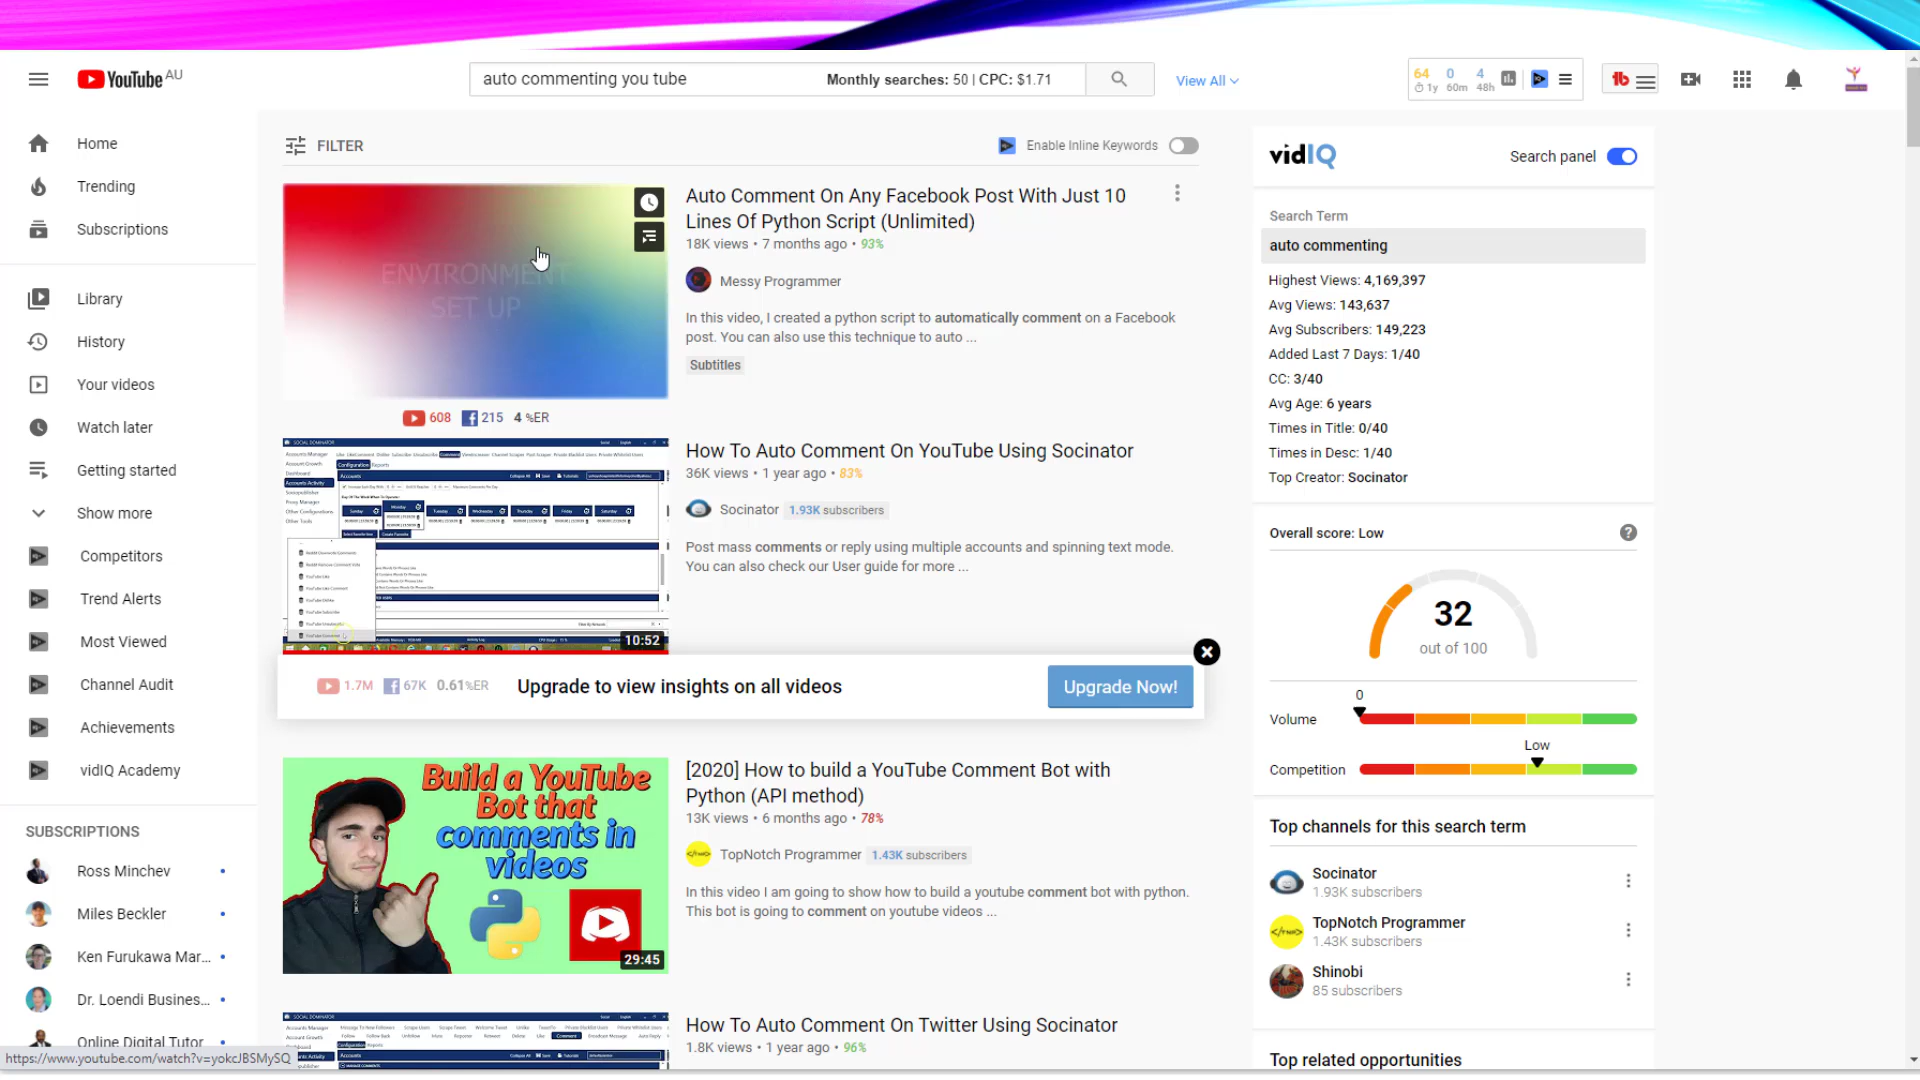 YouTube AU
auto commenting you tube
Monthly searches: 50 | CPC: $1.71
View All
64 0 4
1y 60m 48h
Home
Trending
Subscriptions
Library
History
Your videos
Watch later
Getting started
Show more
Competitors
Trend Alerts
Most Viewed
Channel Audit
Achievements
vidIQ Academy
SUBSCRIPTIONS
Ross Minchev
Miles Beckler
Ken Furukawa Mar...
Dr. Loendi Busines...
Online Digital Tutor
https://www.youtube.com/watch?v=yokcJBSMySQ
FILTER
Enable Inline Keywords
ENVIRONMENT
SET UP
Auto Comment On Any Facebook Post With Just 10
Lines Of Python Script (Unlimited)
18K views • 7 months ago • 93%
Messy Programmer
In this video, I created a python script to automatically comment on a Facebook
post. You can also use this technique to auto ...
Subtitles
608 215 4 %ER
SOCIAL DOMINATOR
10:52
How To Auto Comment On YouTube Using Socinator
36K views • 1 year ago • 83%
Socinator 1.93K subscribers
Post mass comments or reply using multiple accounts and spinning text mode.
You can also check our User guide for more ...
1.7M 67K 0.61%ER
Upgrade to view insights on all videos
Upgrade Now!
Build a YouTube
Bot that
comments in
videos
29:45
[2020] How to build a YouTube Comment Bot with
Python (API method)
13K views • 6 months ago • 78%
TopNotch Programmer 1.43K subscribers
In this video I am going to show how to build a youtube comment bot with python.
This bot is going to comment on youtube videos ...
How To Auto Comment On Twitter Using Socinator
1.8K views • 1 year ago • 96%
vidIQ
Search panel
Search Term
auto commenting
Highest Views: 4,169,397
Avg Views: 143,637
Avg Subscribers: 149,223
Added Last 7 Days: 1/40
CC: 3/40
Avg Age: 6 years
Times in Title: 0/40
Times in Desc: 1/40
Top Creator: Socinator
Overall score: Low
32
out of 100
0
Volume
Low
Competition
Top channels for this search term
Socinator
1.93K subscribers
TopNotch Programmer
1.43K subscribers
Shinobi
85 subscribers
Top related opportunities